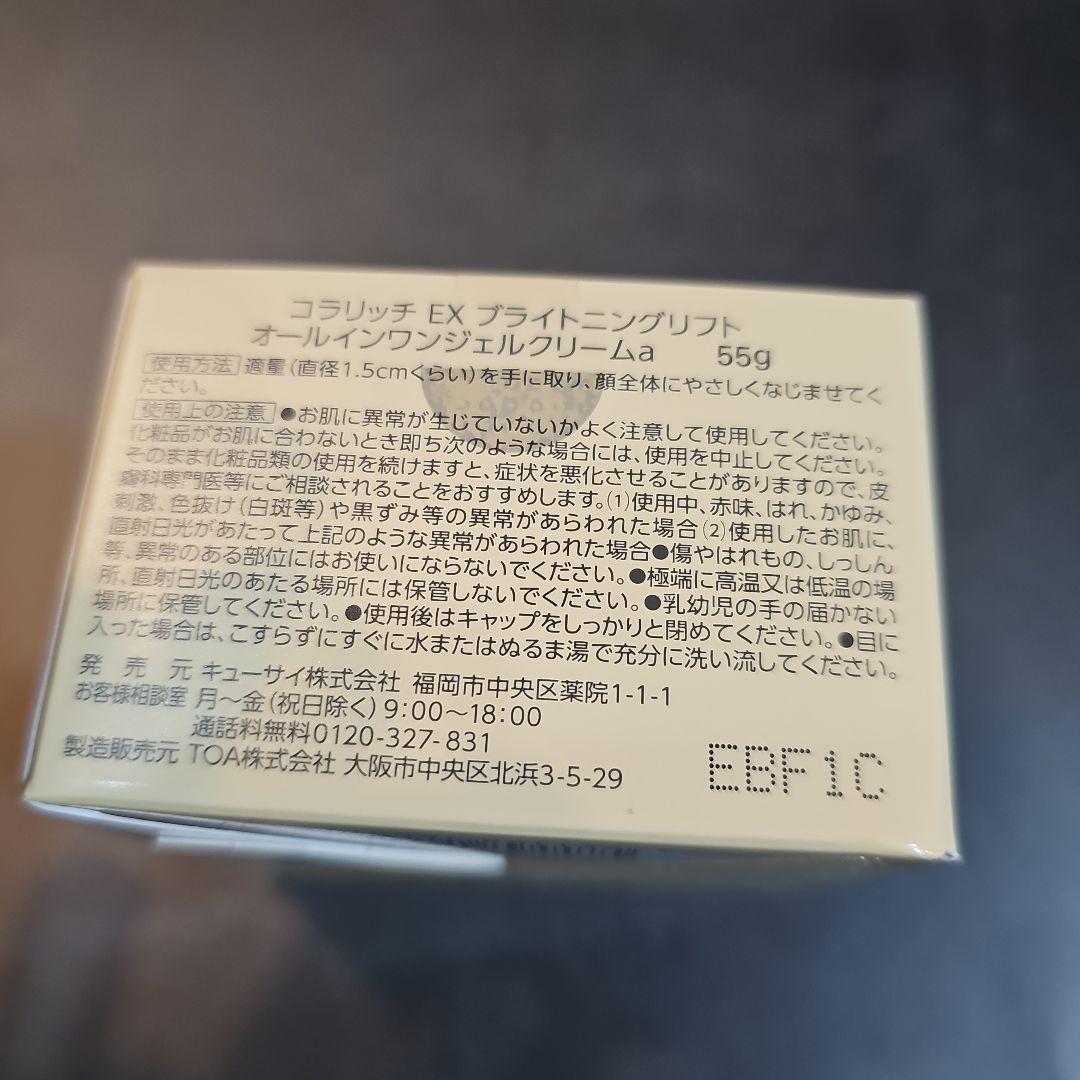 コラリッチ EX ブライトニングリフト
オールインワンジェルクリームa 55g
使用方法 適量(直径1.5cmくらい)を手に取り、顔全体にやさしくなじませてく
ださい。
使用上の注意 ●お肌に異常が生じていないかよく注意して使用してください。
化粧品がお肌に合わないとき即ち次のような場合には、使用を中止してください。
そのまま化粧品類の使用を続けますと、症状を悪化させることがありますので、皮
膚科専門医等にご相談されることをおすすめします。(1)使用中、赤味、はれ、かゆみ、
刺激、色抜け(白斑等)や黒ずみ等の異常があらわれた場合(2)使用したお肌に、
直射日光があたって上記のような異常があらわれた場合●傷やはれもの、しっしん
等、異常のある部位にはお使いにならないでください。●極端に高温又は低温の場
所、直射日光のあたる場所には保管しないでください。●乳幼児の手の届かない
場所に保管してください。●使用後はキャップをしっかりと閉めてください。●目に
入った場合は、こすらずにすぐに水またはぬるま湯で充分に洗い流してください。
発 売 元 キューサイ株式会社 福岡市中央区薬院1-1-1
お客様相談室 月～金(祝日除く)9:00～18:00
通話料無料0120-327-831
製造販売元 TOA株式会社 大阪市中央区北浜3-5-29
EBF1C